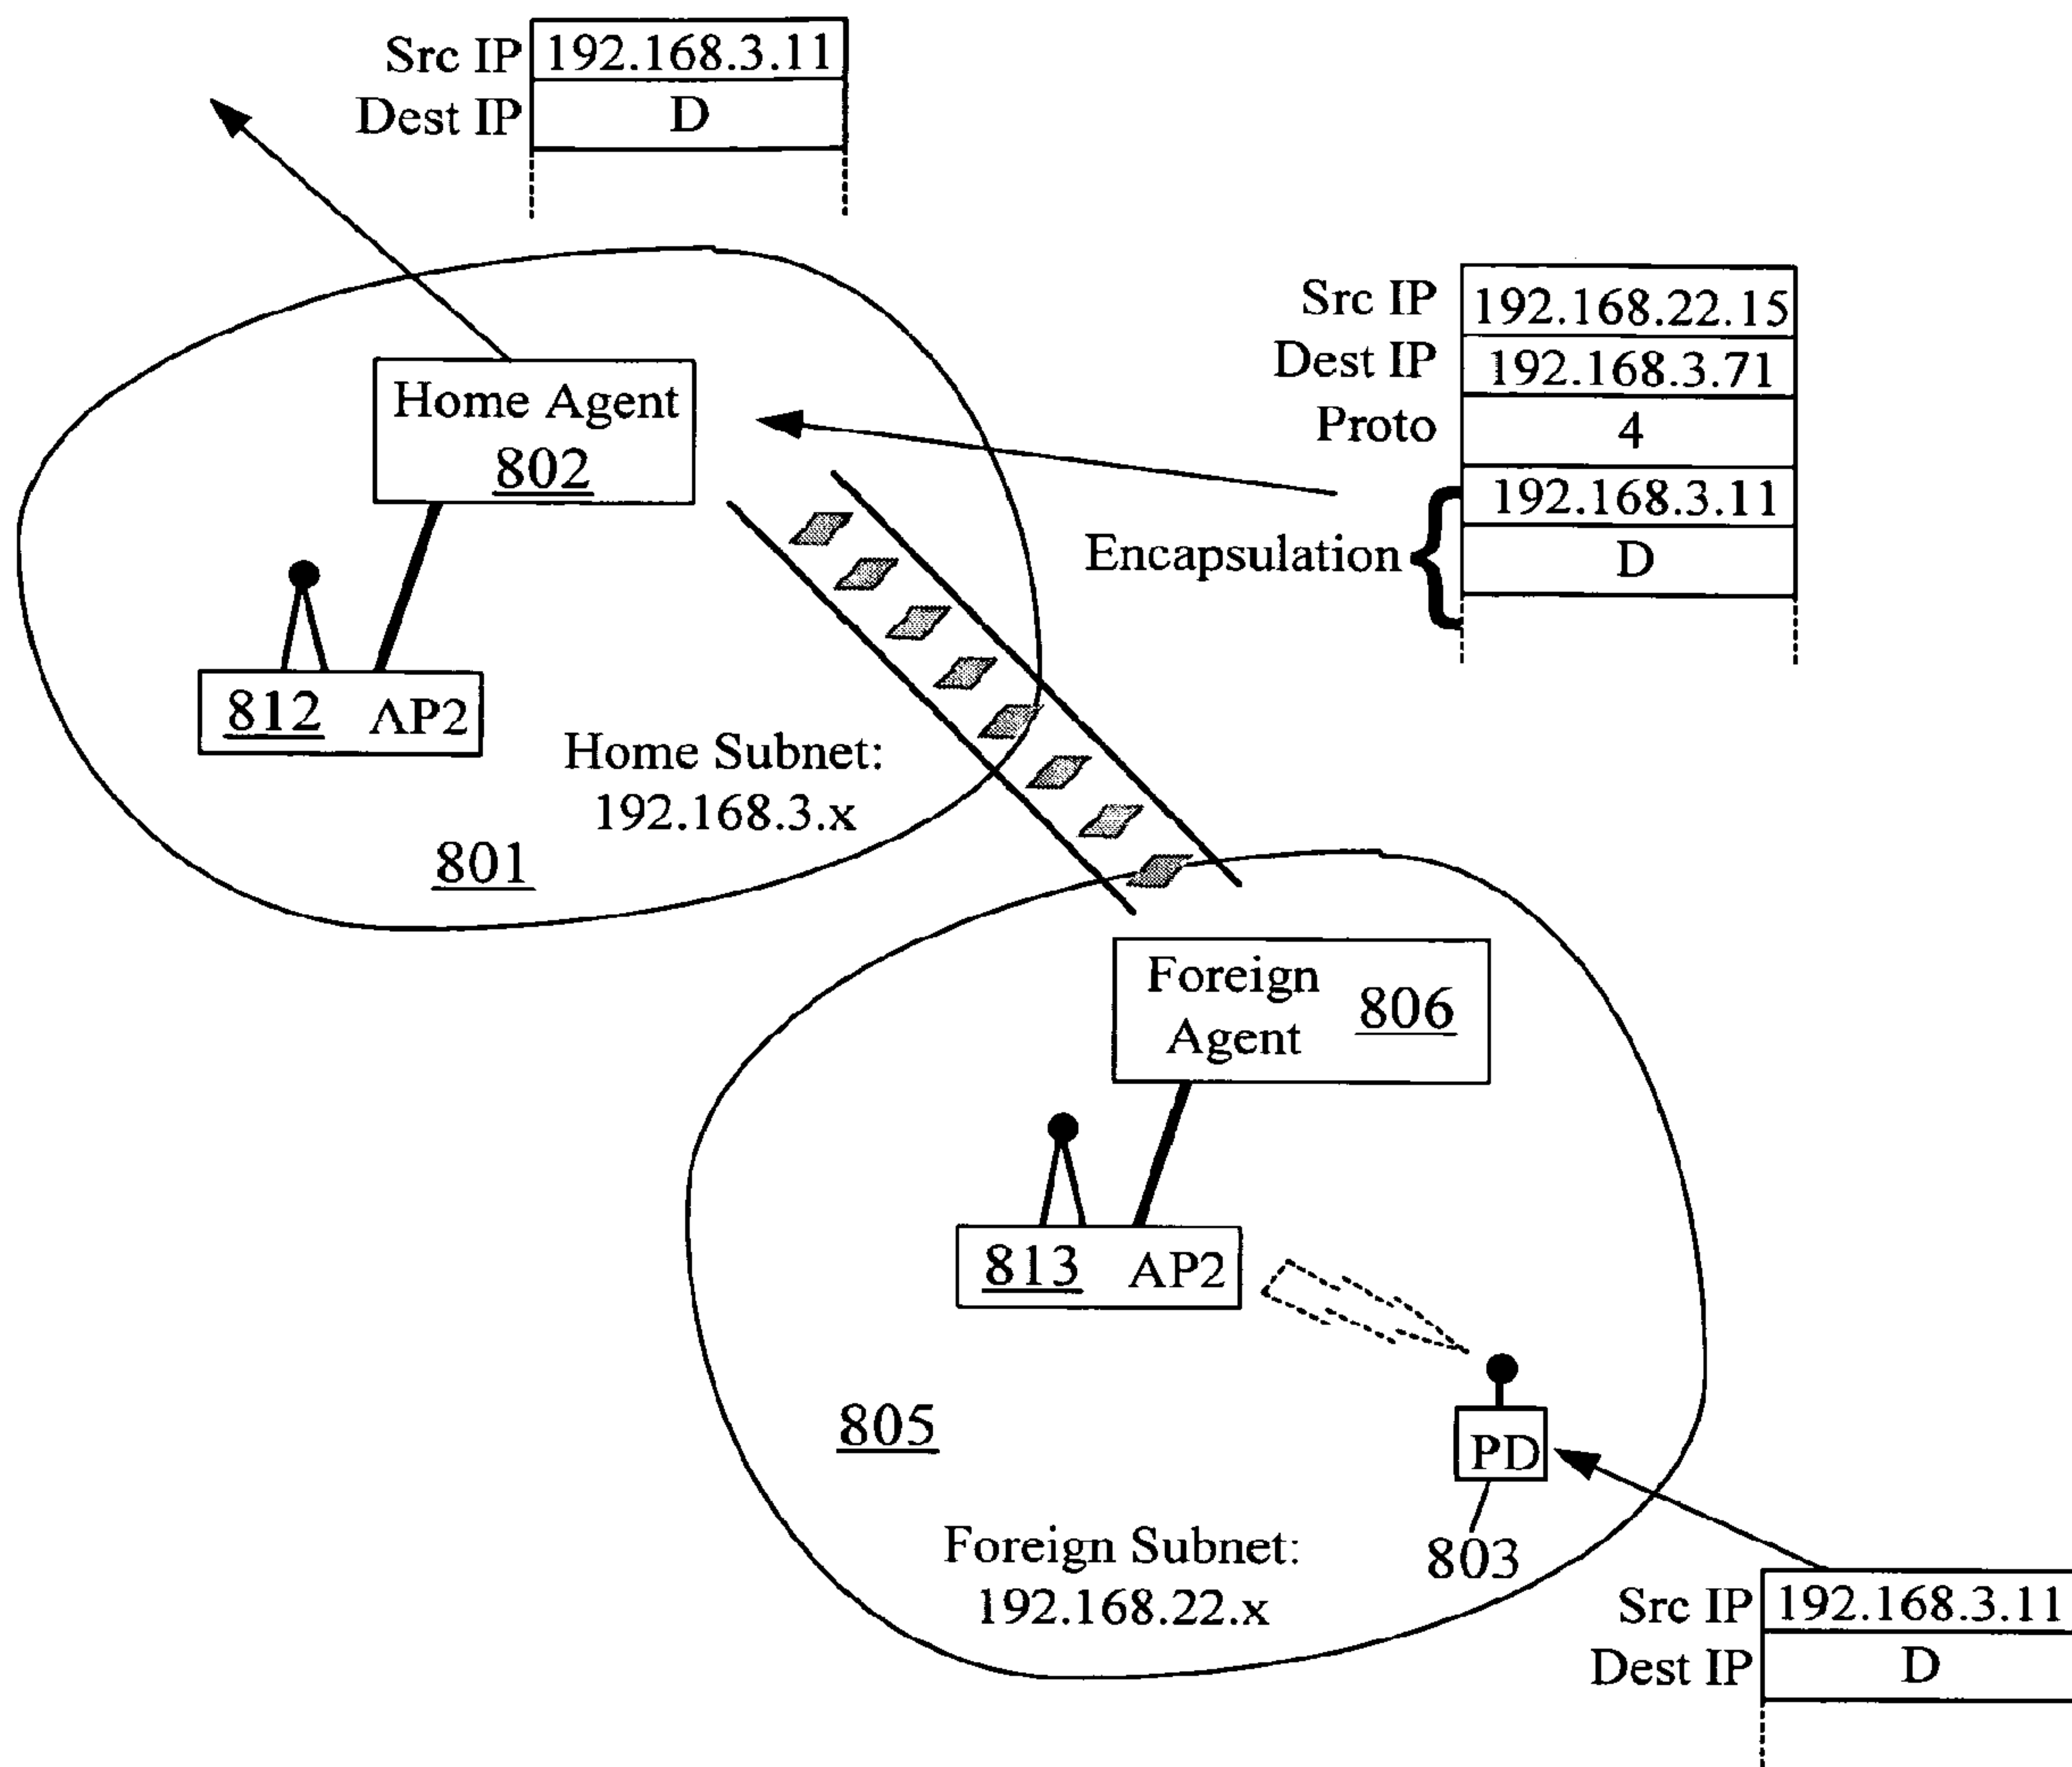 Src IP 192.168.3.11
Dest IP D
Src IP 192.168.22.15
Dest IP 192.168.3.71
Proto 4
192.168.3.11
Encapsulation D
Home Agent
802
812 AP2
Home Subnet:
192.168.3.x
801
Foreign
Agent
806
813 AP2
805
PD
803
Foreign Subnet:
192.168.22.x
Src IP 192.168.3.11
Dest IP D